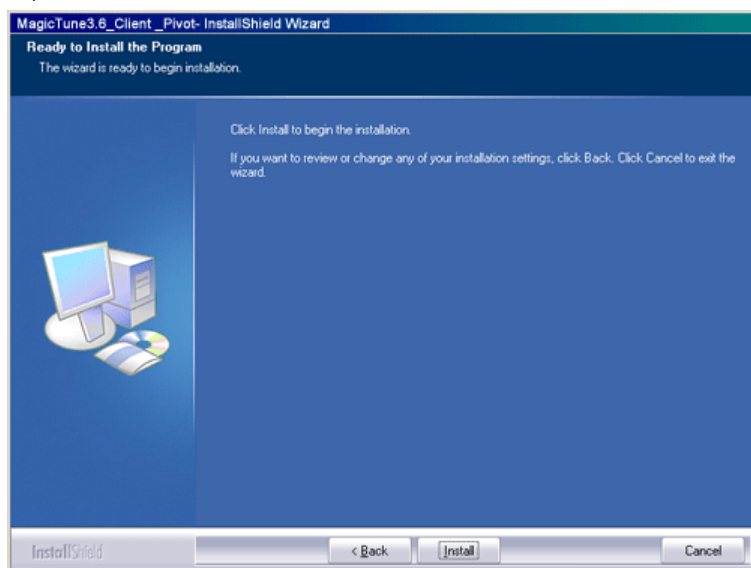 MagicTune3.6_Client _Pivot- InstallShield Wizard
Ready to Install the Program
The wizard is ready to begin installation.
Click Install to begin the installation.
If you want to review or change any of your installation settings, click Back. Click Cancel to exit the
wizard.
InstallShield
< Back
Install
Cancel